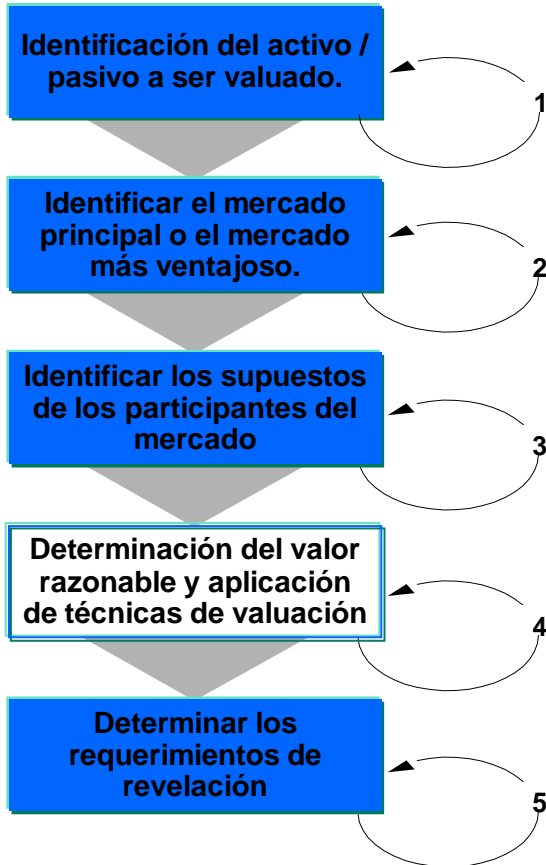 Identificación del activo /
pasivo a ser valuado.
1
Identificar el mercado
principal o el mercado
más ventajoso.
2
Identificar los supuestos
de los participantes del
mercado
3
Determinación del valor
razonable y aplicación
de técnicas de valuación
4
Determinar los
requerimientos de
revelación
5